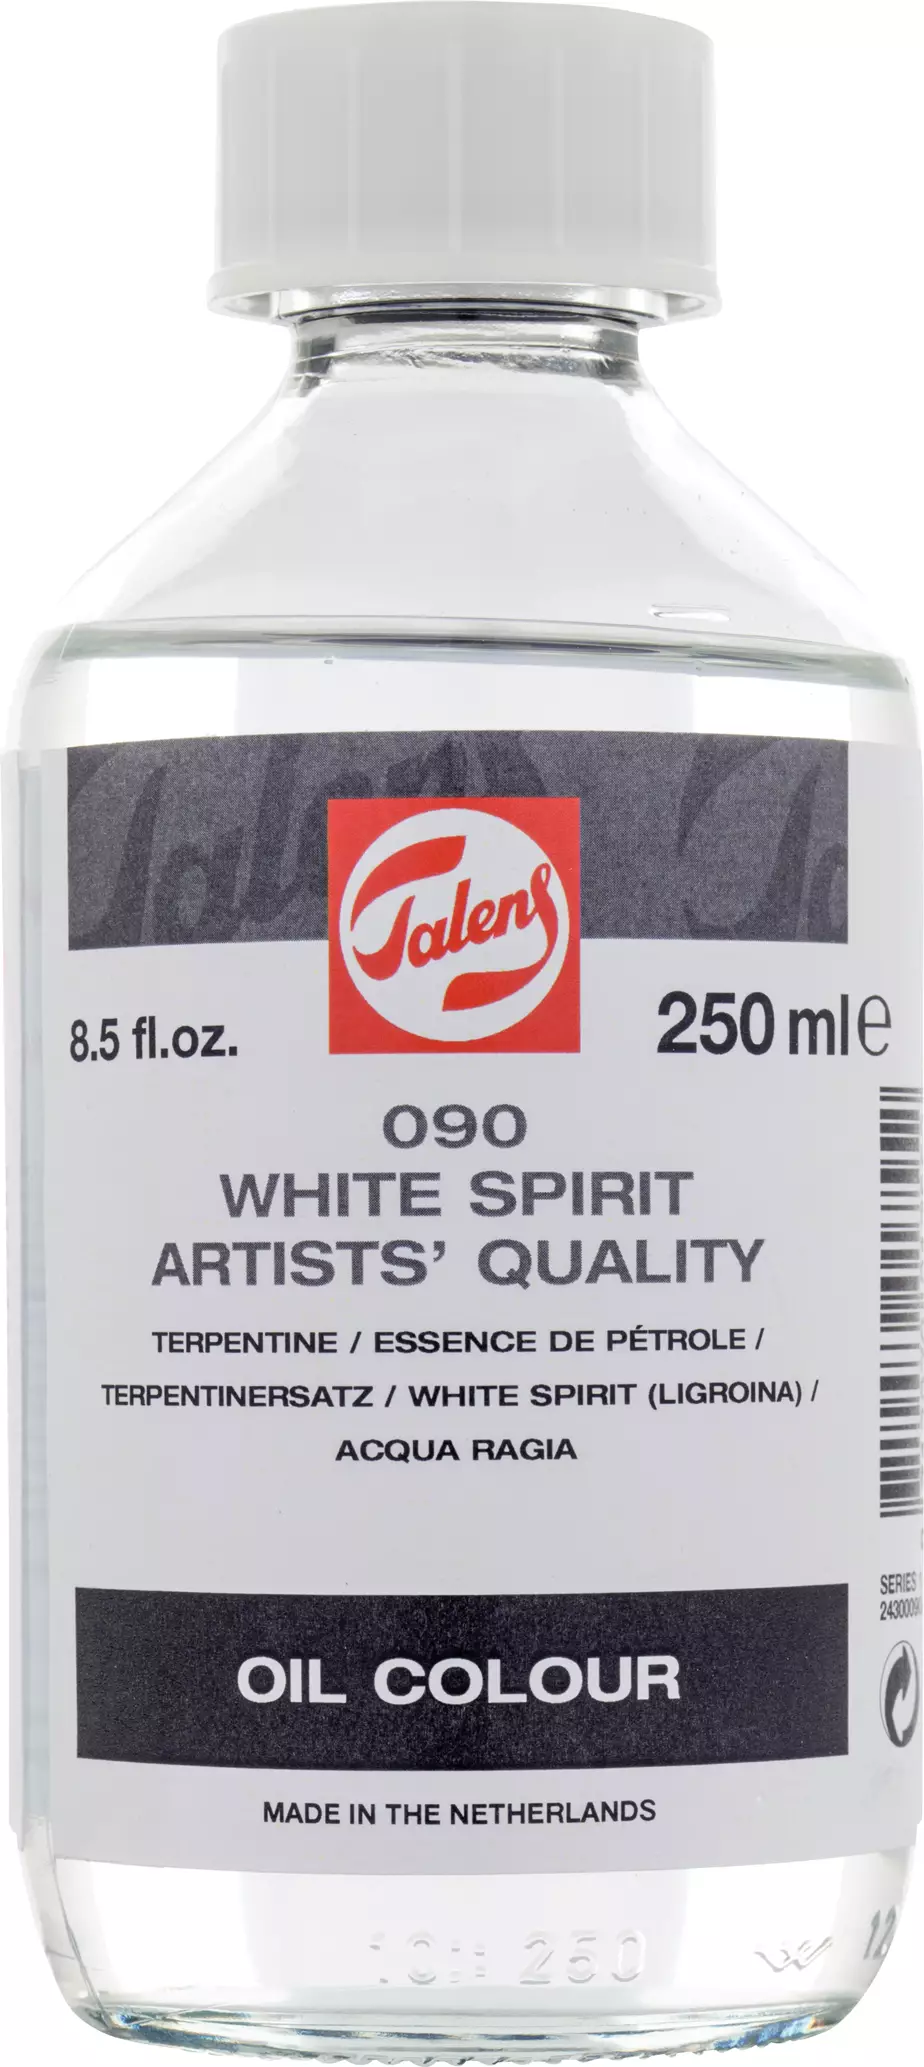 Talens
8.5 fl.oz.
250 ml e
090
WHITE SPIRIT
ARTISTS' QUALITY
TERPENTINE / ESSENCE DE PÉTROLE /
TERPENTINERSATZ / WHITE SPIRIT (LIGROINA) /
ACQUA RAGIA
SERIES
24300090
OIL COLOUR
MADE IN THE NETHERLANDS
250